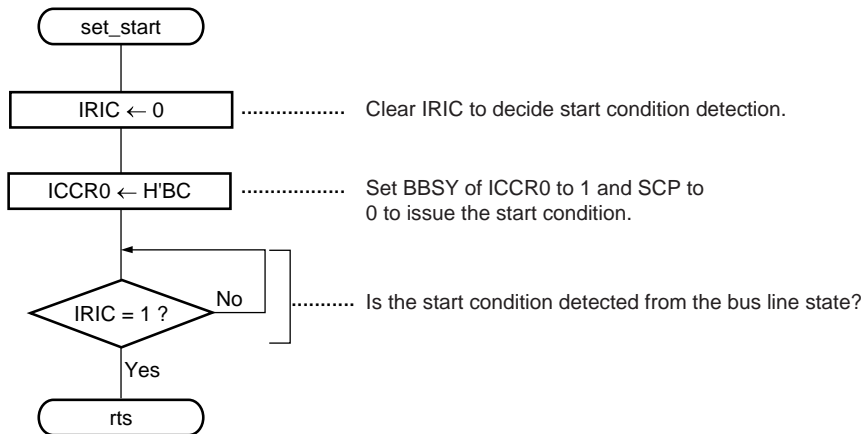 set_start
IRIC ← 0
Clear IRIC to decide start condition detection.
ICCR0 ← H'BC
Set BBSY of ICCR0 to 1 and SCP to
0 to issue the start condition.
No
IRIC = 1 ?
Is the start condition detected from the bus line state?
Yes
rts